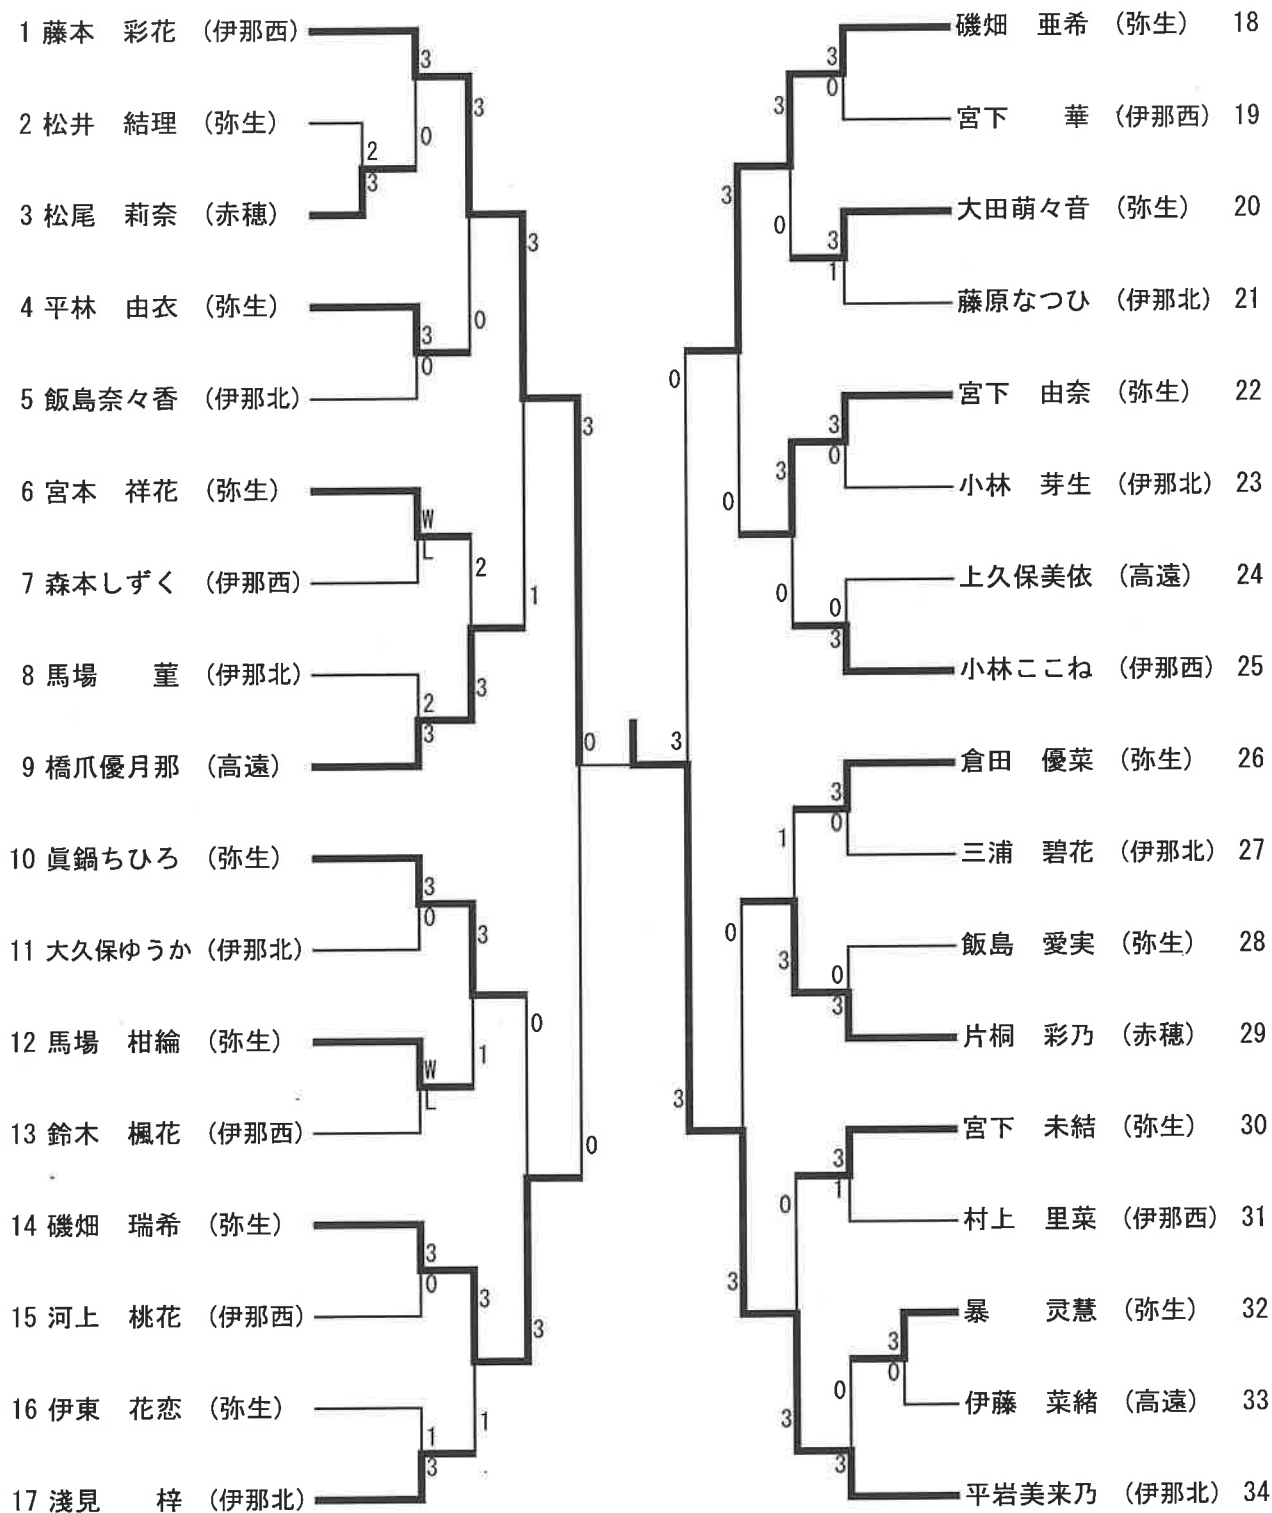 1 藤本 彩花 (伊那西)
2 松井 結理 (弥生)
3 松尾 莉奈 (赤穂)
4 平林 由衣 (弥生)
5 飯島奈々香 (伊那北)
6 宮本 祥花 (弥生)
7 森本しずく (伊那西)
8 馬場 菫 (伊那北)
9 橋爪優月那 (高遠)
10 眞鍋ちひろ (弥生)
11 大久保ゆうか (伊那北)
12 馬場 柑綸 (弥生)
13 鈴木 楓花 (伊那西)
14 磯畑 瑞希 (弥生)
15 河上 桃花 (伊那西)
16 伊東 花恋 (弥生)
17 淺見 梓 (伊那北)
3
0
2
3
3
0
3
0
W
L
2
3
2
3
3
1
3
0
W
L
3
1
3
0
1
3
3
1
0
3
3
0
0
3
0
3
3
0
3
1
3
0
3
0
0
3
3
0
3
0
3
0
0
3
1
3
3
1
3
0
0
3
0
3
0
3
磯畑 亜希 (弥生) 18
宮下 華 (伊那西) 19
大田萌々音 (弥生) 20
藤原なつひ (伊那北) 21
宮下 由奈 (弥生) 22
小林 芽生 (伊那北) 23
上久保美依 (高遠) 24
小林ここね (伊那西) 25
倉田 優菜 (弥生) 26
三浦 碧花 (伊那北) 27
飯島 愛実 (弥生) 28
片桐 彩乃 (赤穂) 29
宮下 未結 (弥生) 30
村上 里菜 (伊那西) 31
暴 灵慧 (弥生) 32
伊藤 菜緒 (高遠) 33
平岩美来乃 (伊那北) 34